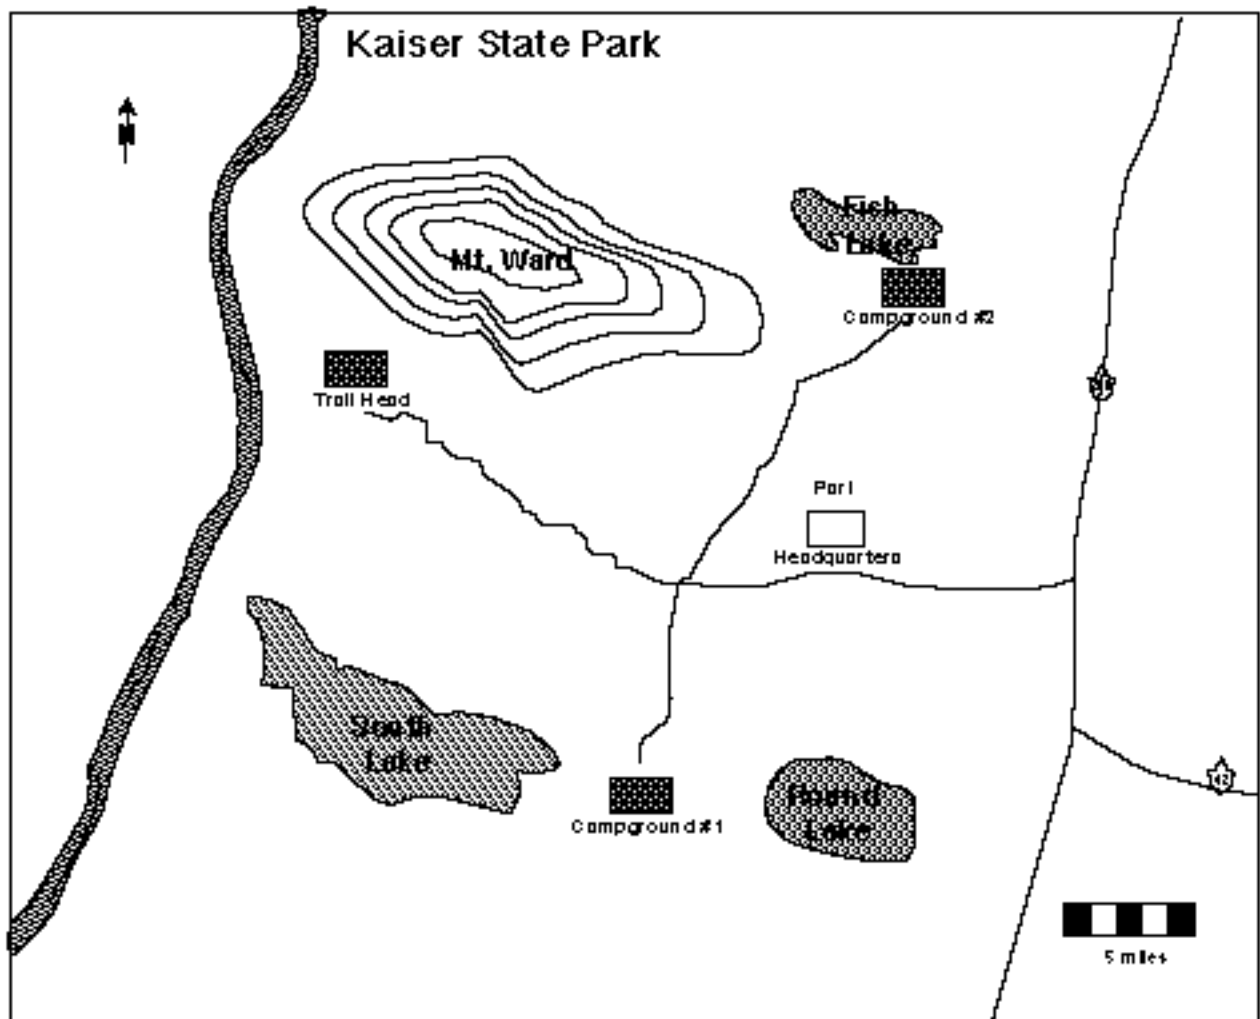 Kaiser State Park
N
Fish
Lake
Mt. Ward
Campground #2
Trail Head
Headquarters
South
Lake
Campground #1
Round
Lake
42
5 miles